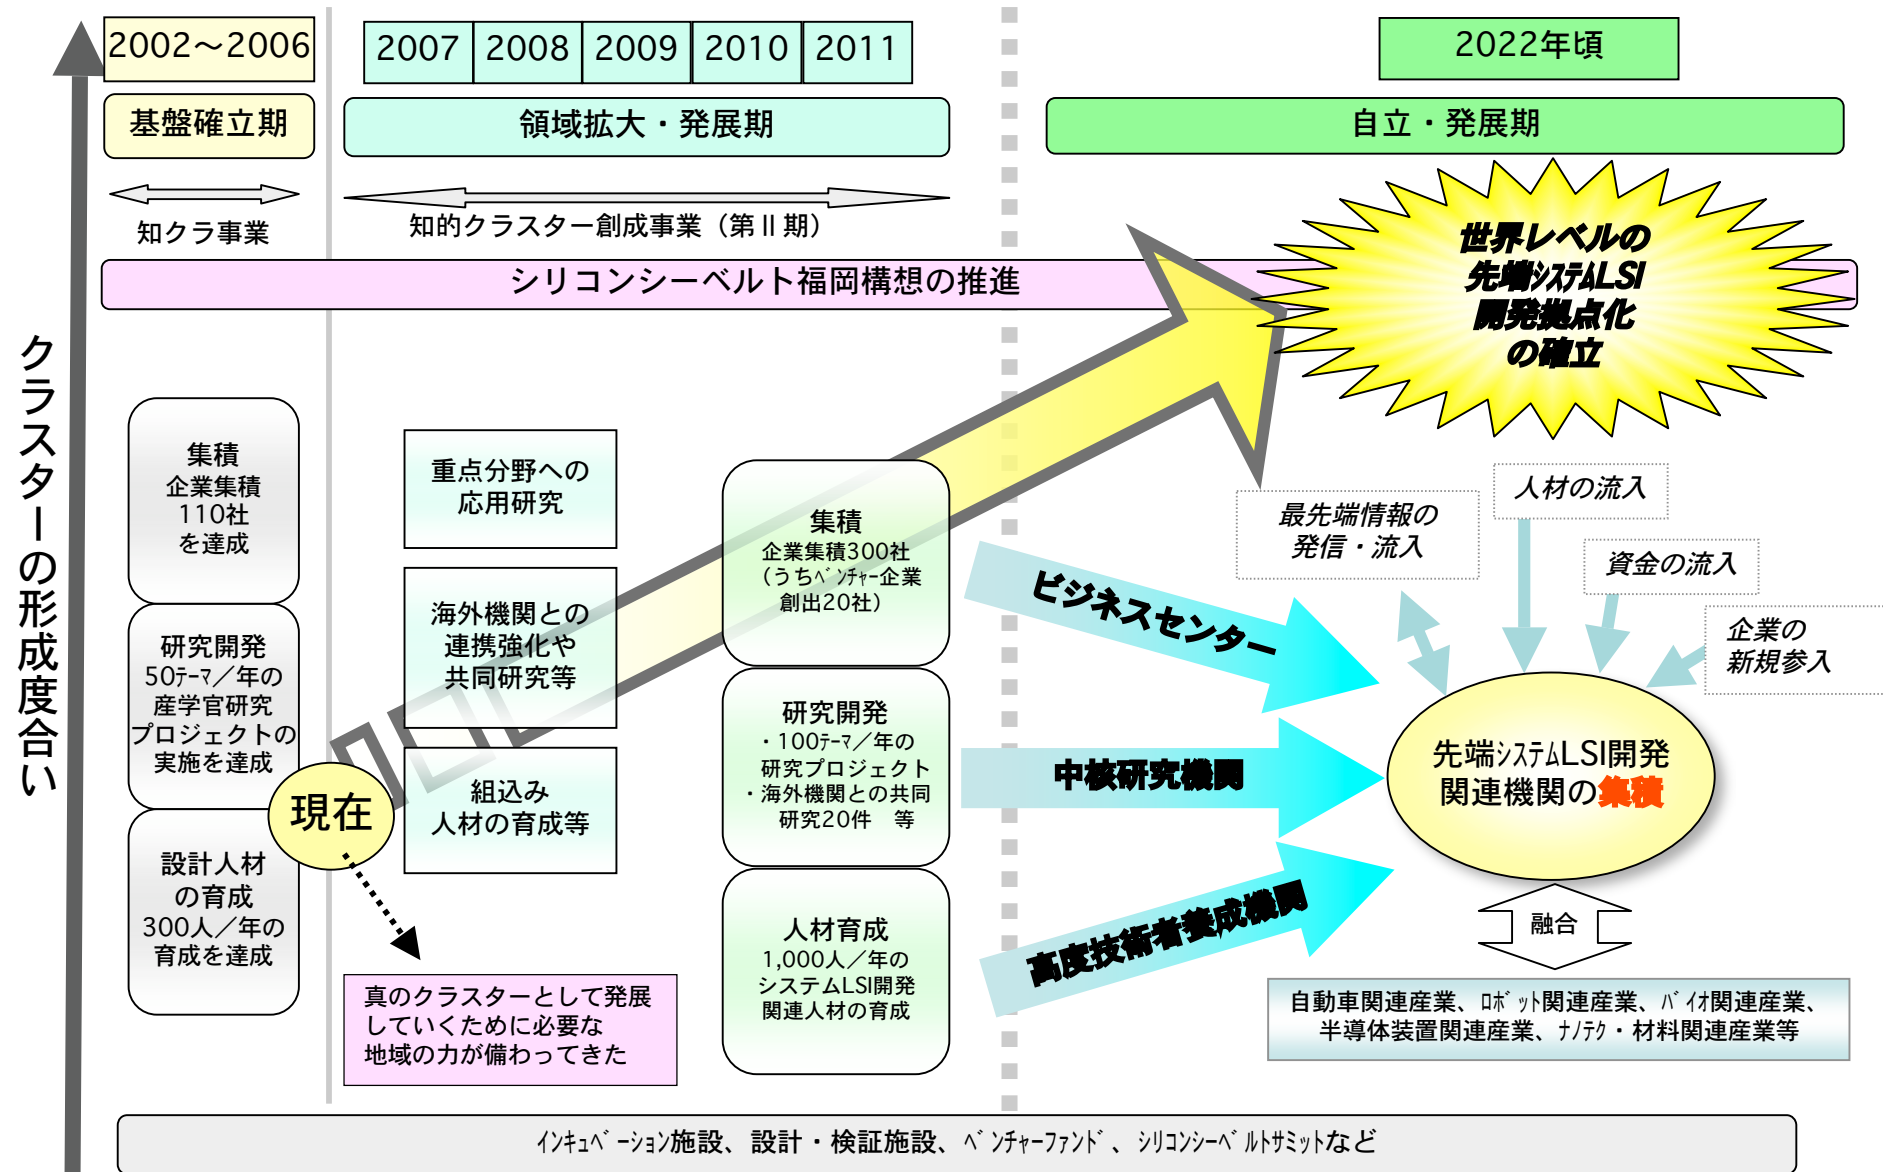 2002～2006
2007
2008
2009
2010
2011
2022年頃
基盤確立期
領域拡大・発展期
自立・発展期
知クラ事業
知的クラスター創成事業（第Ⅱ期）
シリコンシーベルト福岡構想の推進
世界レベルの
先端ｼｽﾃﾑLSI
開発拠点化
の確立
クラスターの形成度合い
集積
企業集積
110社
を達成
研究開発
50ﾃｰﾏ／年の
産学官研究
プロジェクトの
実施を達成
設計人材
の育成
300人／年の
育成を達成
現在
重点分野への
応用研究
海外機関との
連携強化や
共同研究等
組込み
人材の育成等
真のクラスターとして発展
していくために必要な
地域の力が備わってきた
集積
企業集積300社
（うちﾍﾞﾝﾁｬｰ企業
創出20社）
研究開発
・100ﾃｰﾏ／年の
研究プロジェクト
・海外機関との共同
研究20件　等
人材育成
1,000人／年の
システムLSI開発
関連人材の育成
ビジネスセンター
中核研究機関
高度技術者養成機関
最先端情報の
発信・流入
人材の流入
資金の流入
企業の
新規参入
先端ｼｽﾃﾑLSI開発
関連機関の集積
融合
自動車関連産業、ﾛﾎﾞｯﾄ関連産業、ﾊﾞｲｵ関連産業、
半導体装置関連産業、ﾅﾉﾃｸ・材料関連産業等
ｲﾝｷｭﾍﾞｰｼｮﾝ施設、設計・検証施設、ﾍﾞﾝﾁｬｰﾌｧﾝﾄﾞ、ｼﾘｺﾝｼｰﾍﾞﾙﾄｻﾐｯﾄなど